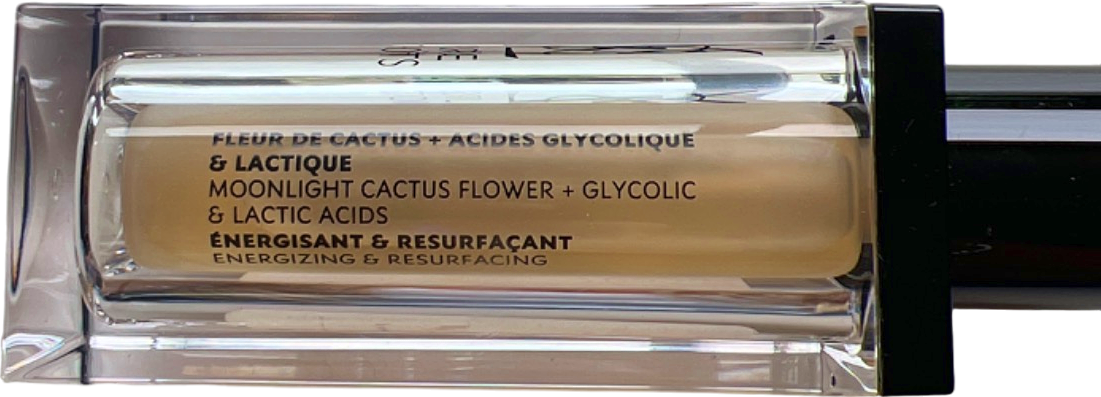 FLEUR DE CACTUS + ACIDES GLYCOLIQUE
& LACTIQUE
MOONLIGHT CACTUS FLOWER + GLYCOLIC
& LACTIC ACIDS
ÉNERGISANT & RESURFAÇANT
ENERGIZING & RESURFACING